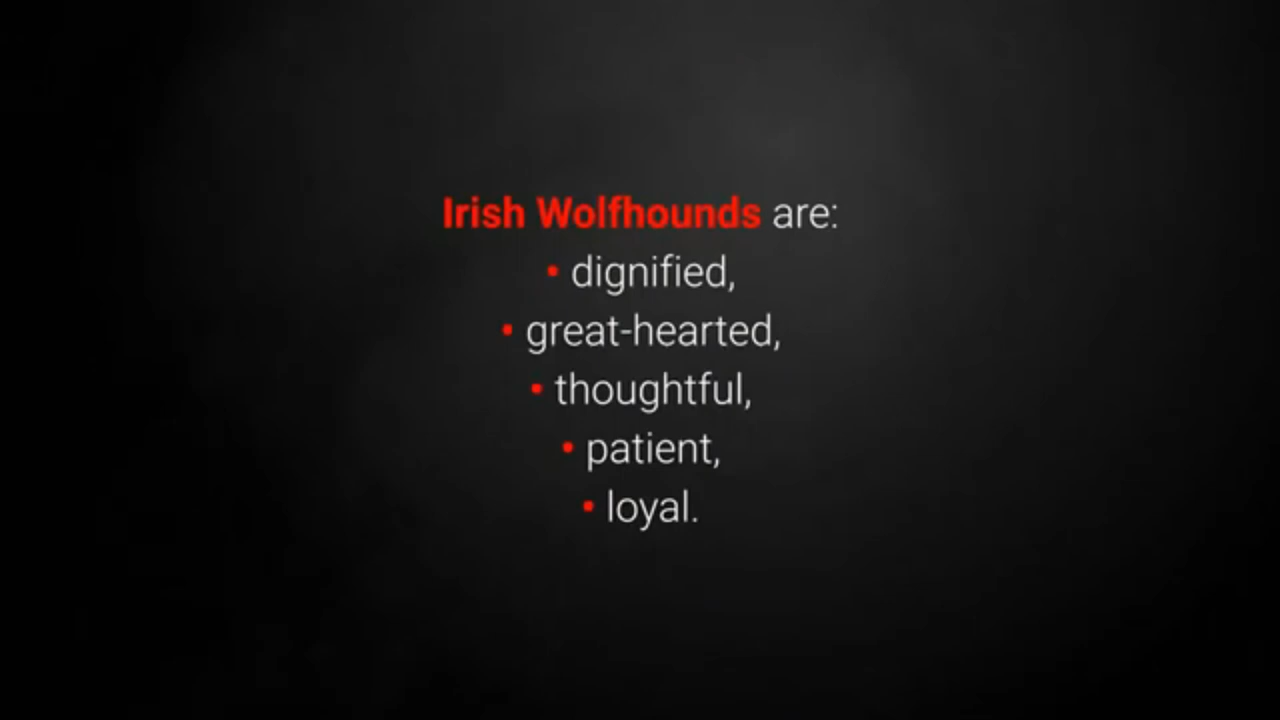 Irish Wolfhounds are:
• dignified,
• great-hearted,
• thoughtful,
• patient,
• loyal.